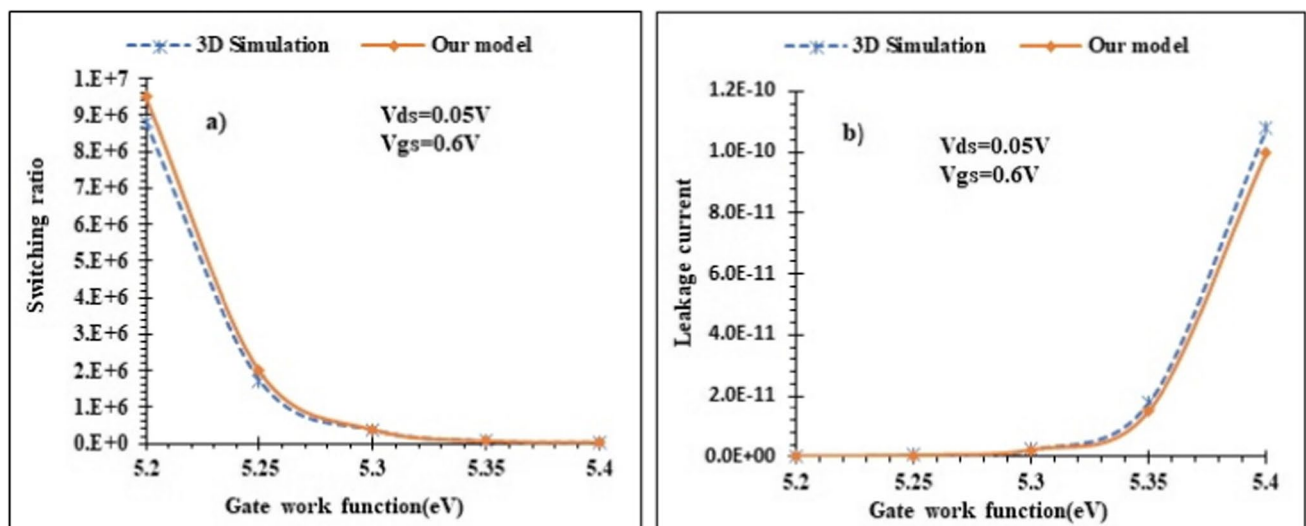 3D Simulation Our model
1.E+7
9.E+6
8.E+6
7.E+6
6.E+6
5.E+6
4.E+6
3.E+6
2.E+6
1.E+6
0.E+0
Switching ratio
a)
Vds=0.05V
Vgs=0.6V
5.2 5.25 5.3 5.35 5.4
Gate work function(eV)
3D Simulation Our model
1.2E-10
1.0E-10
8.0E-11
6.0E-11
4.0E-11
2.0E-11
0.0E+00
Leakage current
b)
Vds=0.05V
Vgs=0.6V
5.2 5.25 5.3 5.35 5.4
Gate work function(eV)